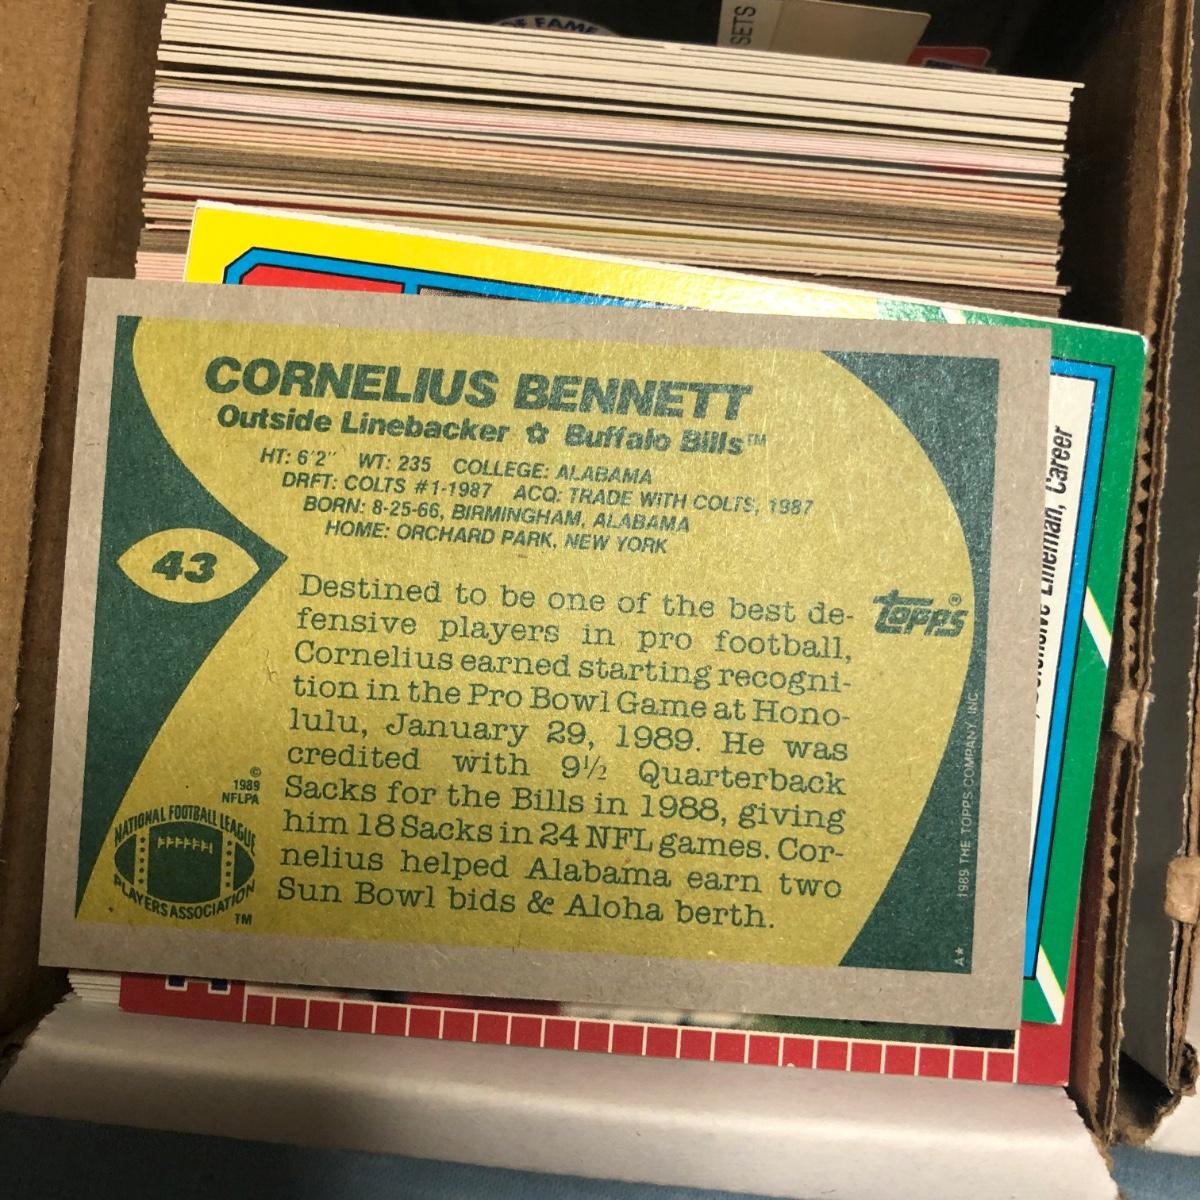 OF FAME
SETS
CORNELIUS BENNETT
Outside Linebacker ✩ Buffalo Bills™
HT: 6'2" WT: 235 COLLEGE: ALABAMA
DRFT: COLTS #1-1987 ACQ: TRADE WITH COLTS, 1987
BORN: 8-25-66, BIRMINGHAM, ALABAMA
HOME: ORCHARD PARK, NEW YORK
43
Destined to be one of the best de-
fensive players in pro football,
Cornelius earned starting recogni-
tion in the Pro Bowl Game at Hono-
lulu, January 29, 1989. He was
credited with 9½ Quarterback
Sacks for the Bills in 1988, giving
him 18 Sacks in 24 NFL games. Cor-
nelius helped Alabama earn two
Sun Bowl bids & Aloha berth.
topps®
©
1989
NFLPA
NATIONAL FOOTBALL LEAGUE
PLAYERS ASSOCIATION
TM
A* 1989 THE TOPPS COMPANY, INC.
Lineman, Career